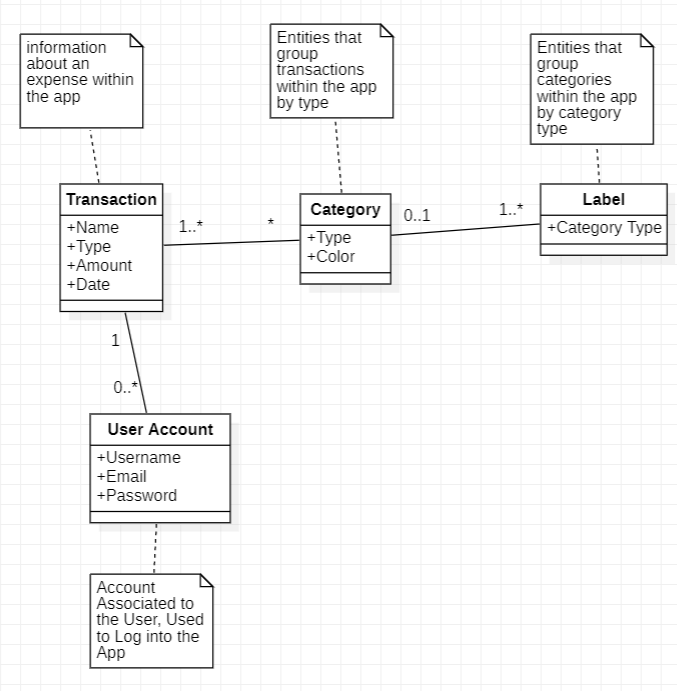 information
about an
expense within
the app
Entities that
group
transactions
within the app
by type
Entities that
group
categories
within the app
by category
type
Transaction
+Name
+Type
+Amount
+Date
1..*
*
Category
+Type
+Color
0..1
1..*
Label
+Category Type
1
0..*
User Account
+Username
+Email
+Password
Account
Associated to
the User, Used
to Log into the
App